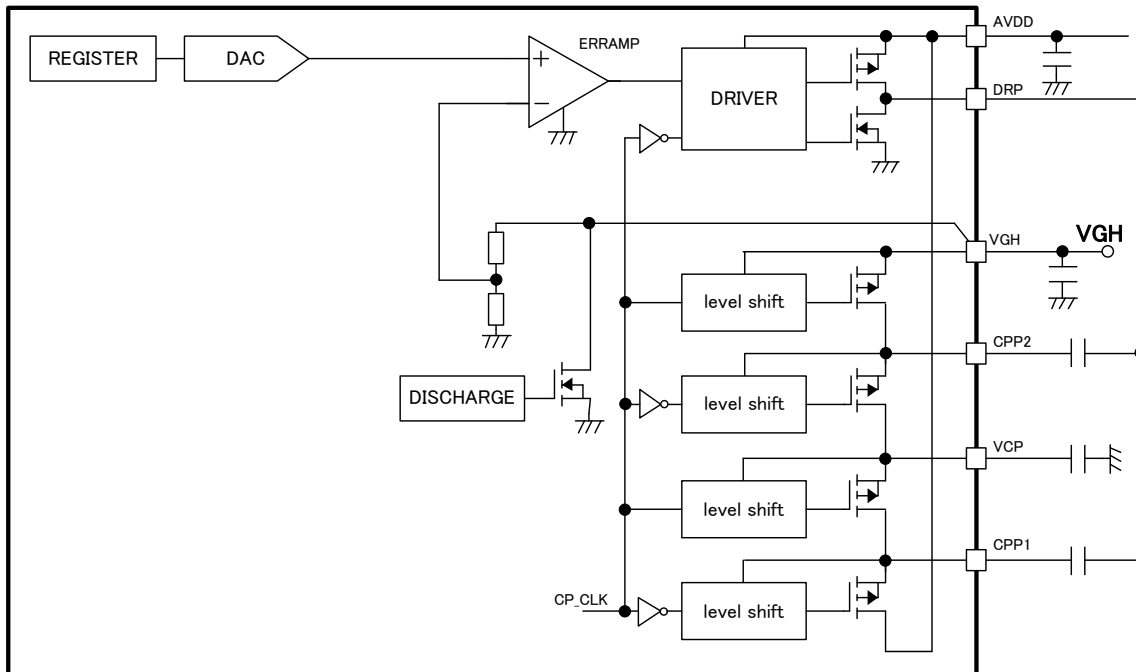 AVDD
ERRAMP
REGISTER
DAC
+
−
DRIVER
DRP
VGH
VGH
level shift
CPP2
DISCHARGE
level shift
VCP
level shift
CPP1
CP_CLK
level shift